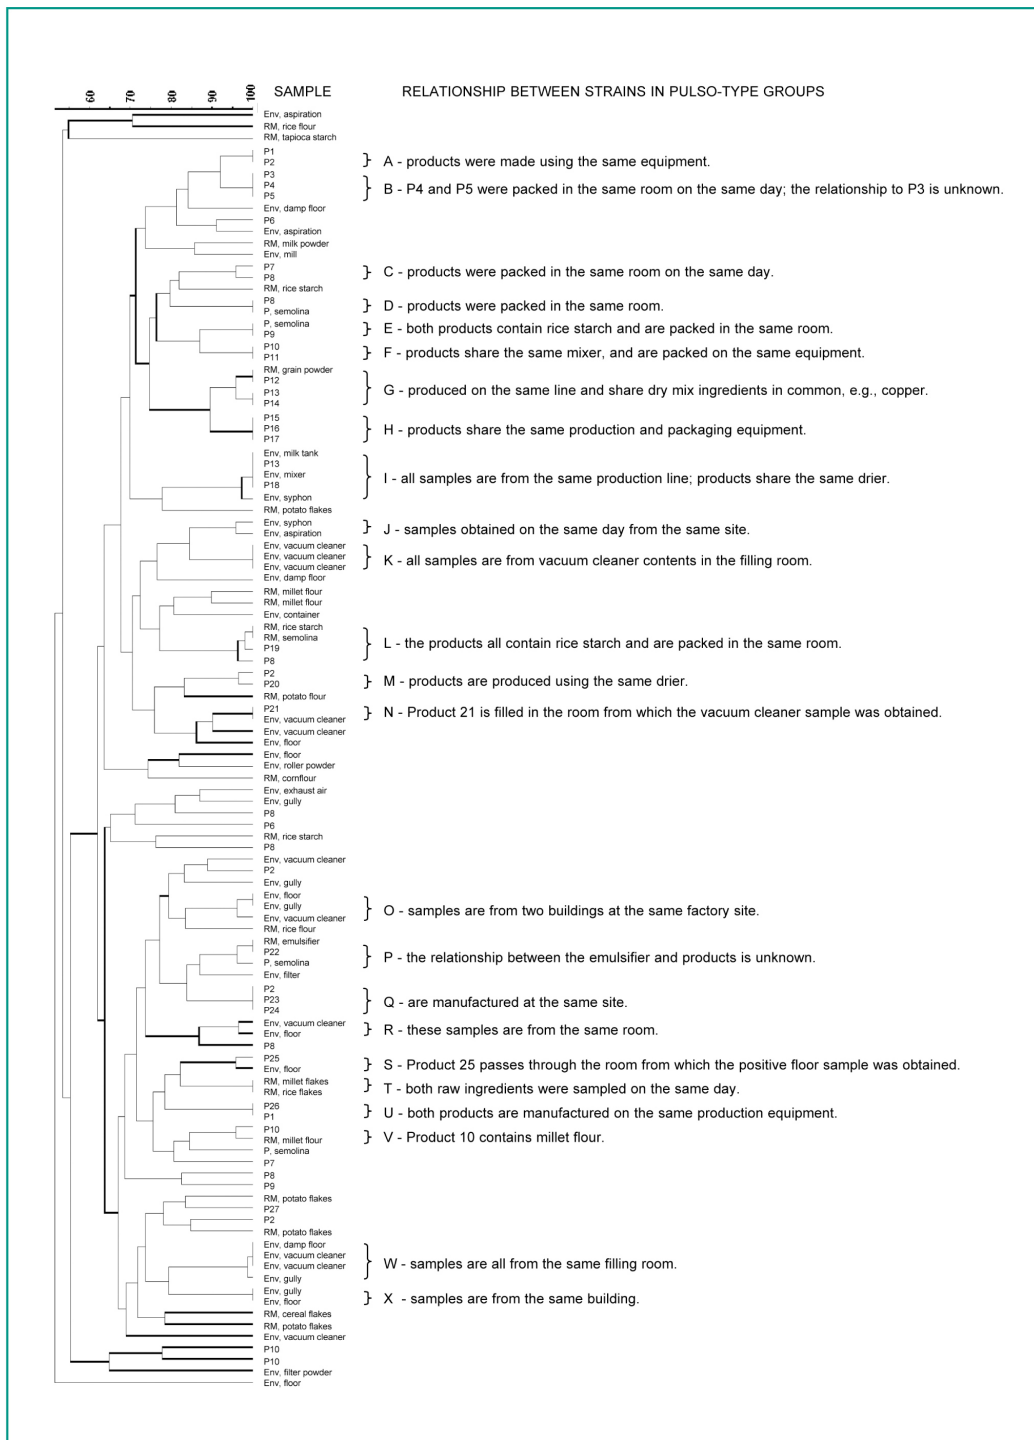 60 70 80 90 100 SAMPLE RELATIONSHIP BETWEEN STRAINS IN PULSO-TYPE GROUPS
Env, aspiration
RM, rice flour
RM, tapioca starch
P1
P2
} A - products were made using the same equipment.
P3
P4
P5
} B - P4 and P5 were packed in the same room on the same day; the relationship to P3 is unknown.
Env, damp floor
P6
Env, aspiration
RM, milk powder
Env, mill
P7
P8
} C - products were packed in the same room on the same day.
RM, rice starch
P8
P, semolina
} D - products were packed in the same room.
P, semolina
P9
} E - both products contain rice starch and are packed in the same room.
P10
P11
} F - products share the same mixer, and are packed on the same equipment.
RM, grain powder
P12
P13
P14
} G - produced on the same line and share dry mix ingredients in common, e.g., copper.
P15
P16
P17
} H - products share the same production and packaging equipment.
Env, milk tank
P13
Env, mixer
P18
Env, syphon
} I - all samples are from the same production line; products share the same drier.
RM, potato flakes
Env, syphon
Env, aspiration
} J - samples obtained on the same day from the same site.
Env, vacuum cleaner
Env, vacuum cleaner
Env, vacuum cleaner
} K - all samples are from vacuum cleaner contents in the filling room.
Env, damp floor
RM, millet flour
RM, millet flour
Env, container
RM, rice starch
RM, semolina
P19
P8
} L - the products all contain rice starch and are packed in the same room.
P2
P20
} M - products are produced using the same drier.
RM, potato flour
P21
Env, vacuum cleaner
} N - Product 21 is filled in the room from which the vacuum cleaner sample was obtained.
Env, vacuum cleaner
Env, floor
Env, floor
Env, roller powder
RM, cornflour
Env, exhaust air
Env, gully
P8
P6
RM, rice starch
P8
Env, vacuum cleaner
P2
Env, gully
Env, floor
Env, gully
Env, vacuum cleaner
} O - samples are from two buildings at the same factory site.
RM, rice flour
RM, emulsifier
P22
P, semolina
} P - the relationship between the emulsifier and products is unknown.
Env, filter
P2
P23
P24
} Q - are manufactured at the same site.
Env, vacuum cleaner
Env, floor
} R - these samples are from the same room.
P8
P25
Env, floor
} S - Product 25 passes through the room from which the positive floor sample was obtained.
RM, millet flakes
RM, rice flakes
} T - both raw ingredients were sampled on the same day.
P26
P1
} U - both products are manufactured on the same production equipment.
P10
RM, millet flour
} V - Product 10 contains millet flour.
P, semolina
P7
P8
P9
RM, potato flakes
P27
P2
RM, potato flakes
Env, damp floor
Env, vacuum cleaner
Env, vacuum cleaner
Env, gully
} W - samples are all from the same filling room.
Env, gully
Env, floor
} X - samples are from the same building.
RM, cereal flakes
RM, potato flakes
Env, vacuum cleaner
P10
P10
Env, filter powder
Env, floor